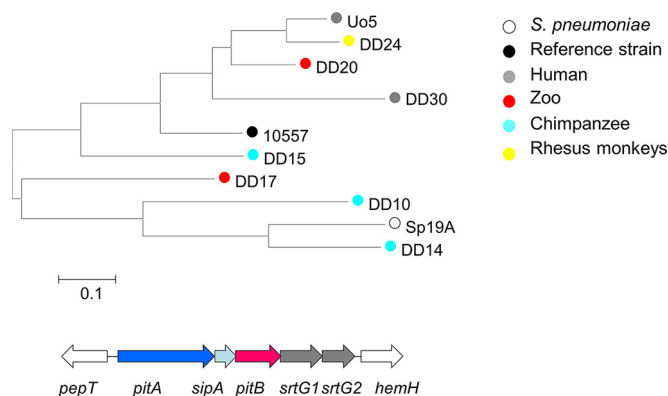 Uo5
DD24
DD20
DD30
10557
DD15
DD17
DD10
Sp19A
DD14
0.1
S. pneumoniae
Reference strain
Human
Zoo
Chimpanzee
Rhesus monkeys
pepT pitA sipA pitB srtG1 srtG2 hemH